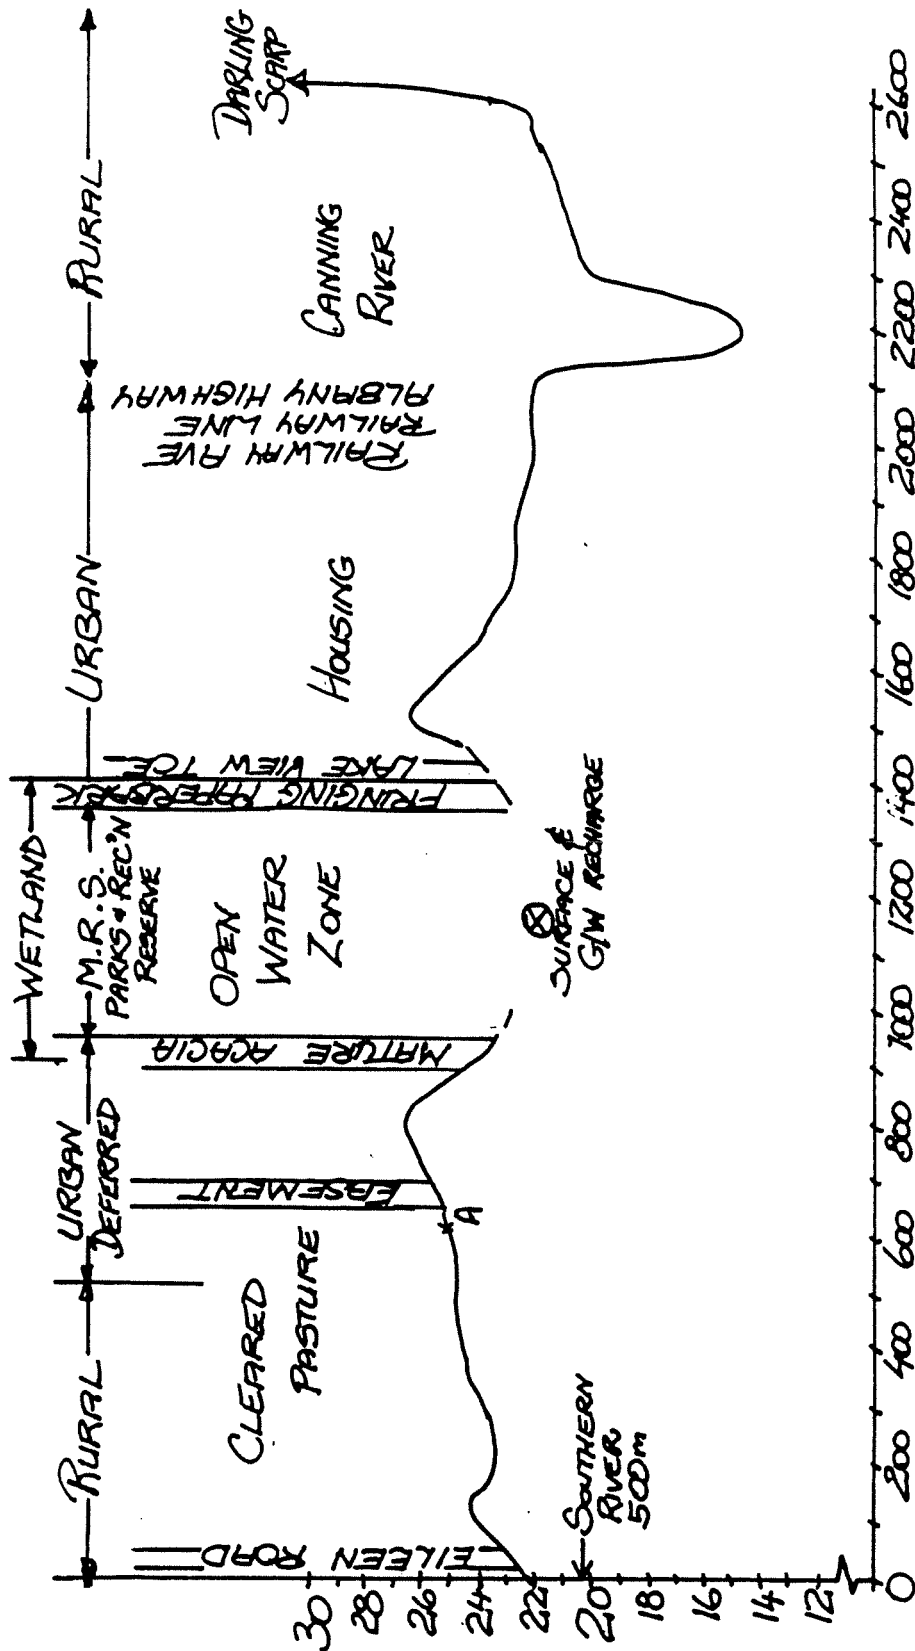 WETLAND
RURAL
URBAN
DEFERRED
M.R.S.
PARKS & REC'N
RESERVE
URBAN
RURAL
EILEEN ROAD
CLEARED
PASTURE
EASEMENT
MATURE ACACIA
OPEN
WATER
ZONE
FRINGING PAPERBARK
LAKE VIEW TCE
HOUSING
RAILWAY AVE
RAILWAY LINE
ALBANY HIGHWAY
CANNING
RIVER
DARLING
SCARP
A
SURFACE &
G/W RECHARGE
SOUTHERN
RIVER
500m
30
28
26
24
22
20
18
16
14
12
0 200 400 600 800 1000 1200 1400 1600 1800 2000 2200 2400 2600